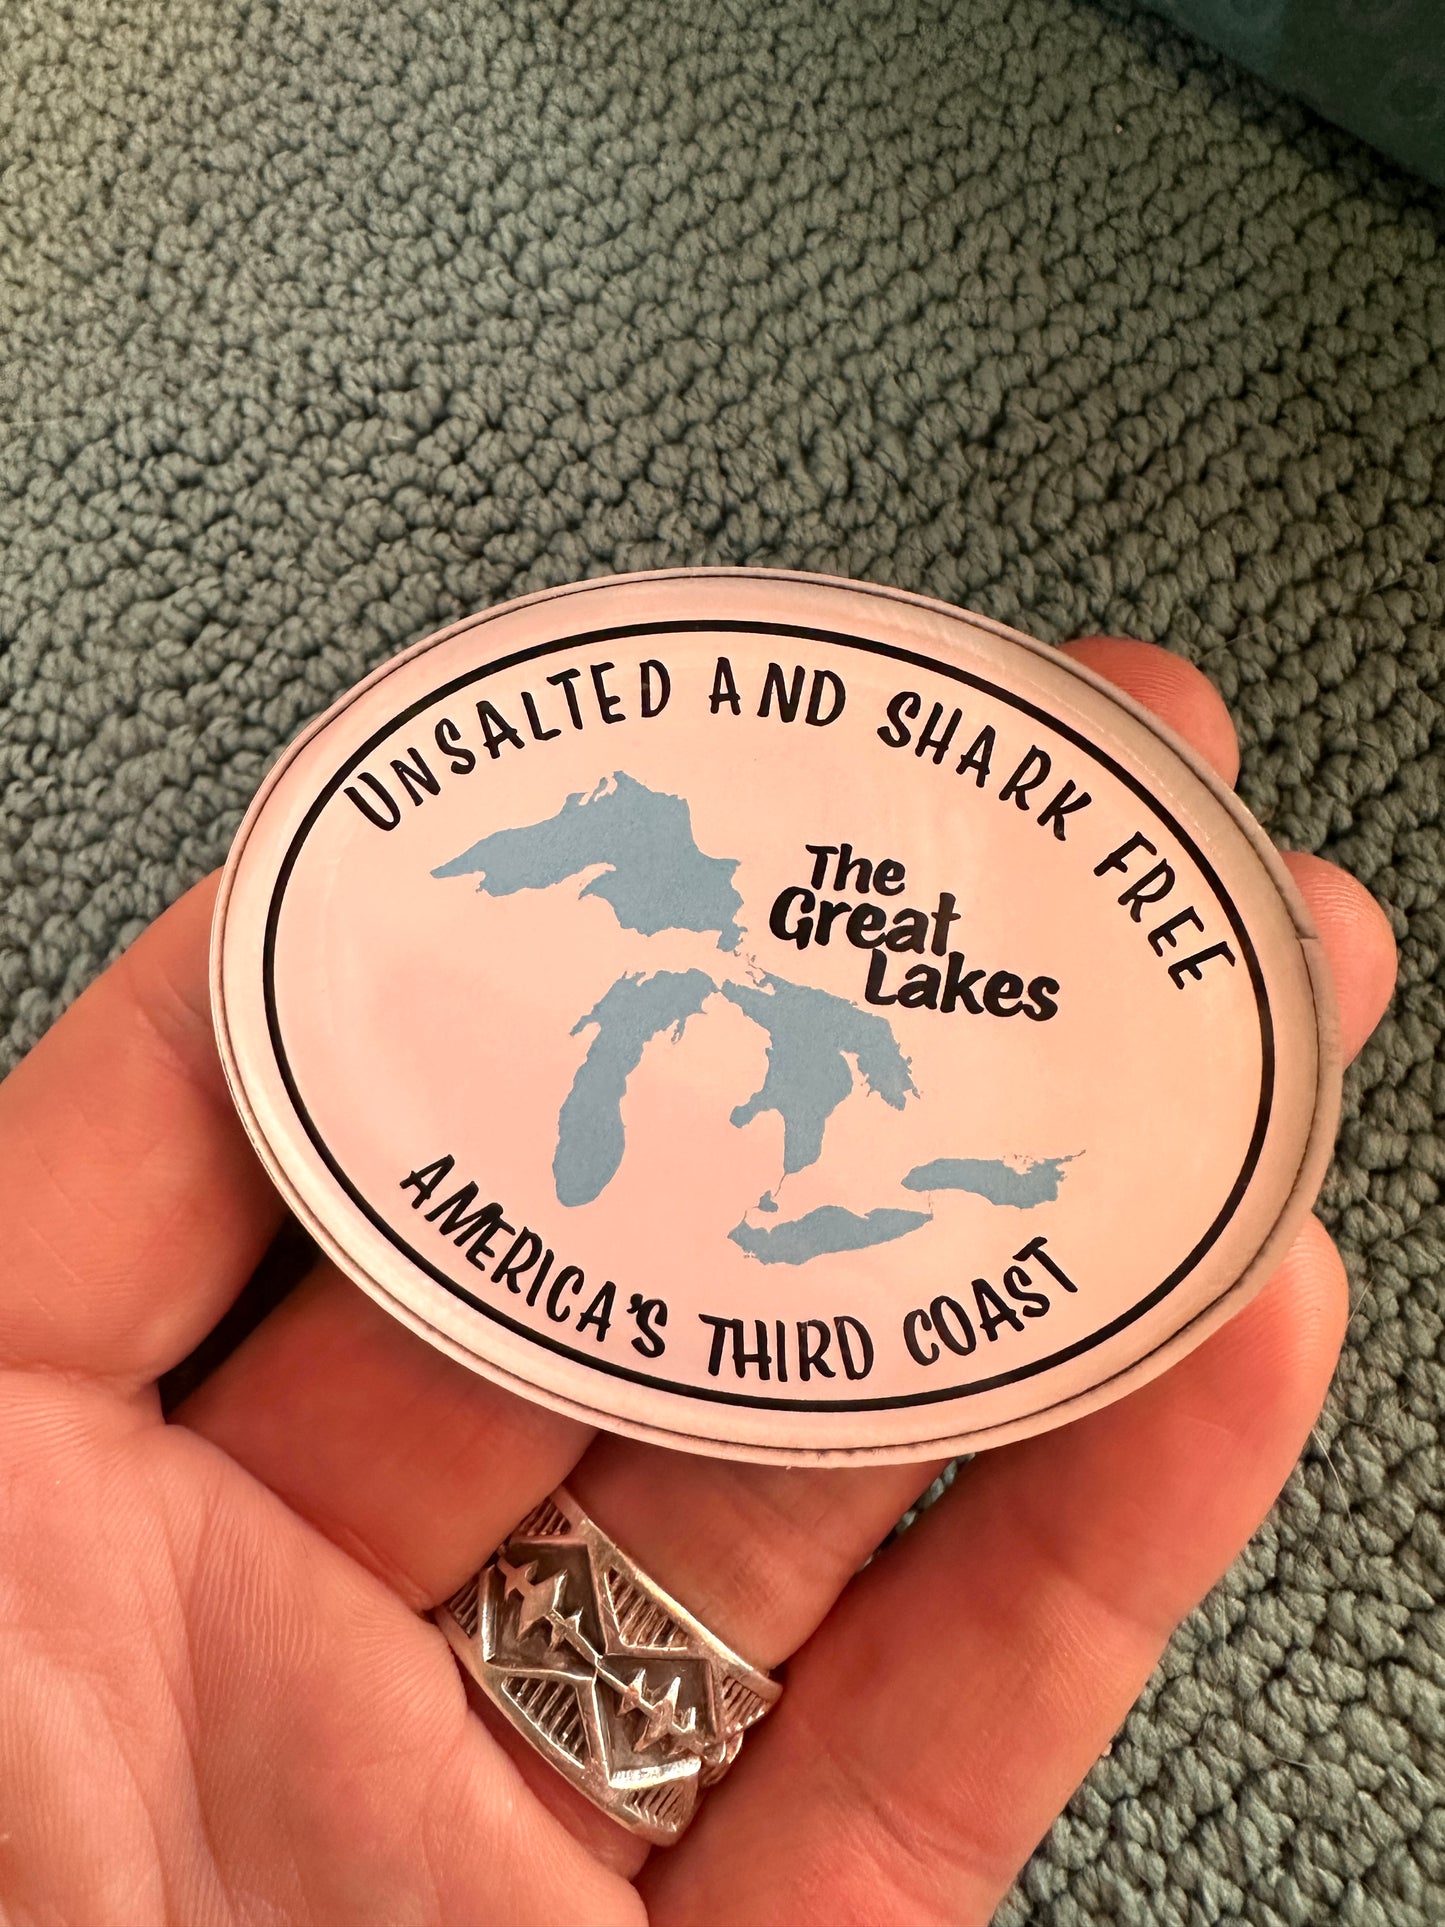 UNSALTED AND SHARK FREE
The
Great
Lakes
AMERICA'S THIRD COAST